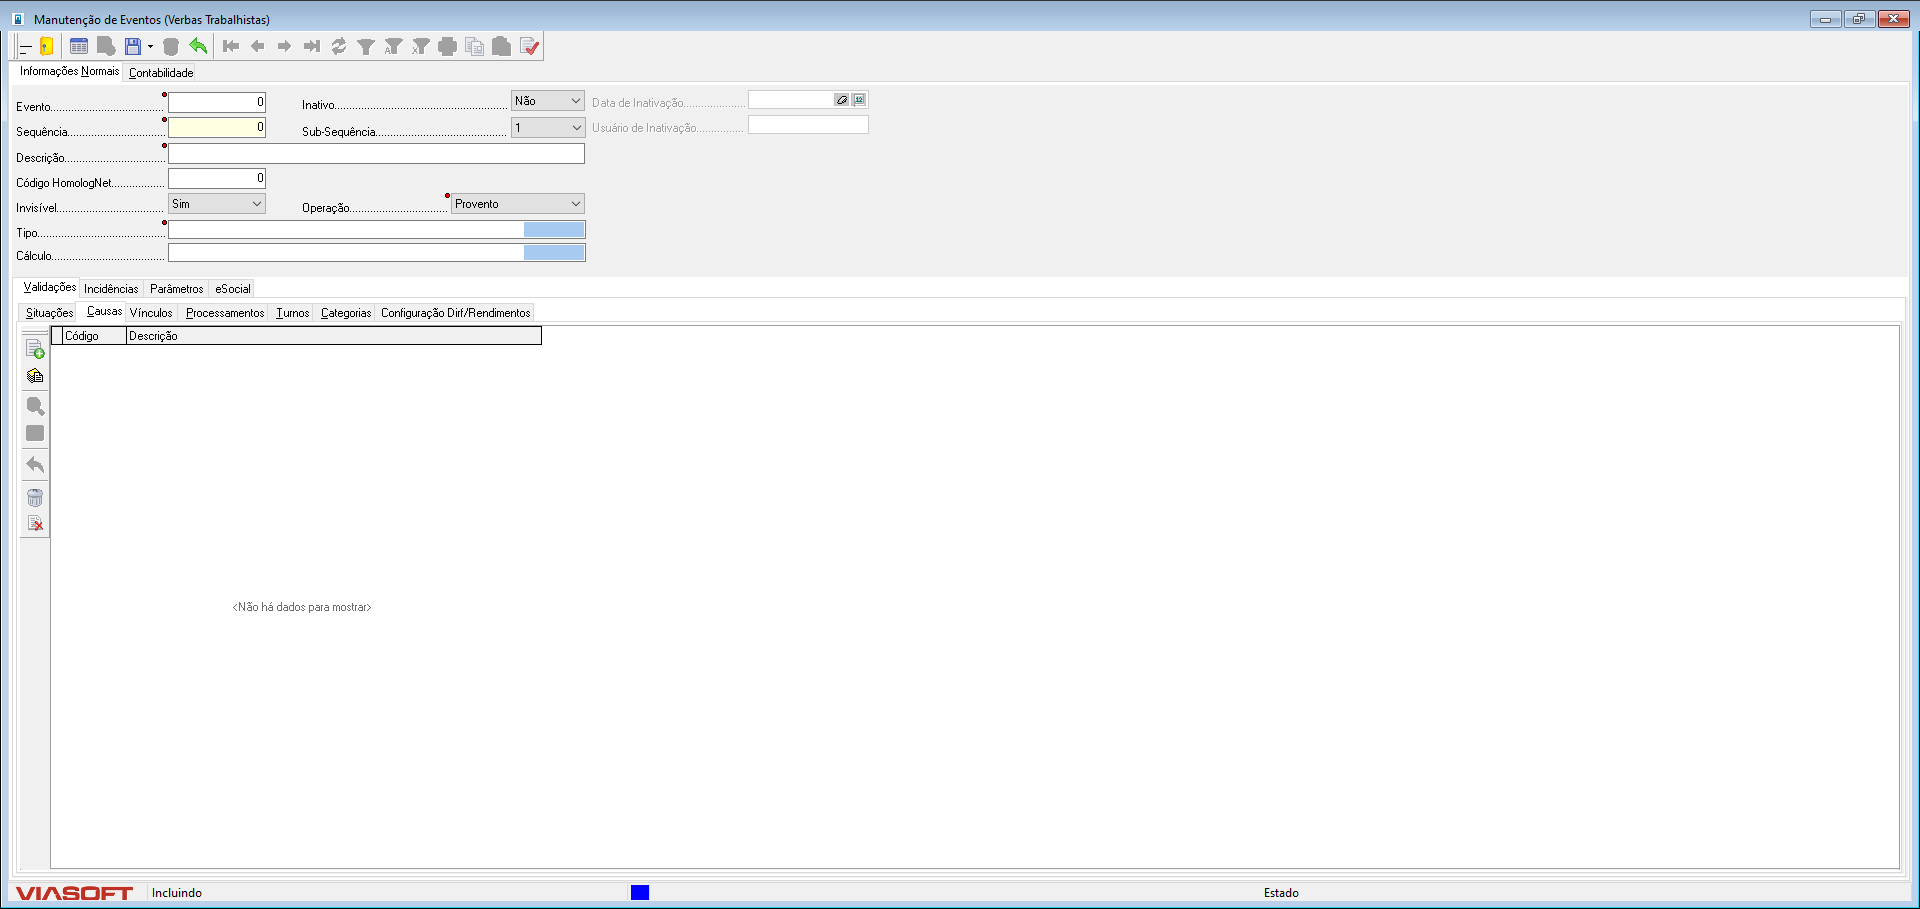 Manutenção de Eventos (Verbas Trabalhistas)
Informações Normais Contabilidade
Evento 0 Inativo Não Data de Inativação
Sequência 0 Sub-Sequência 1 Usuário de Inativação
Descrição
Código HomologNet 0
Invisível Sim Operação Provento
Tipo
Cálculo
Validações Incidências Parâmetros eSocial
Situações Causas Vínculos Processamentos Turnos Categorias Configuração Dirf/Rendimentos
Código Descrição
<Não há dados para mostrar>
VIASOFT Incluindo Estado